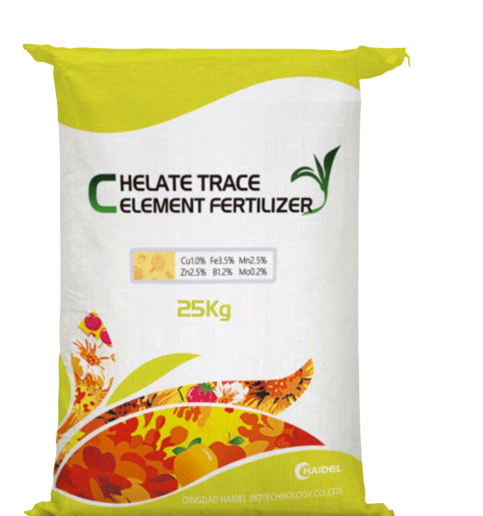 CHELATE TRACE
ELEMENT FERTILIZER
Cu1.0% Fe3.5% Mn2.5%
Zn2.5% B1.2% Mo0.2%
25Kg
HAIDEL
QINGDAO HAIDEL BIOTECHNOLOGY CO.,LTD.